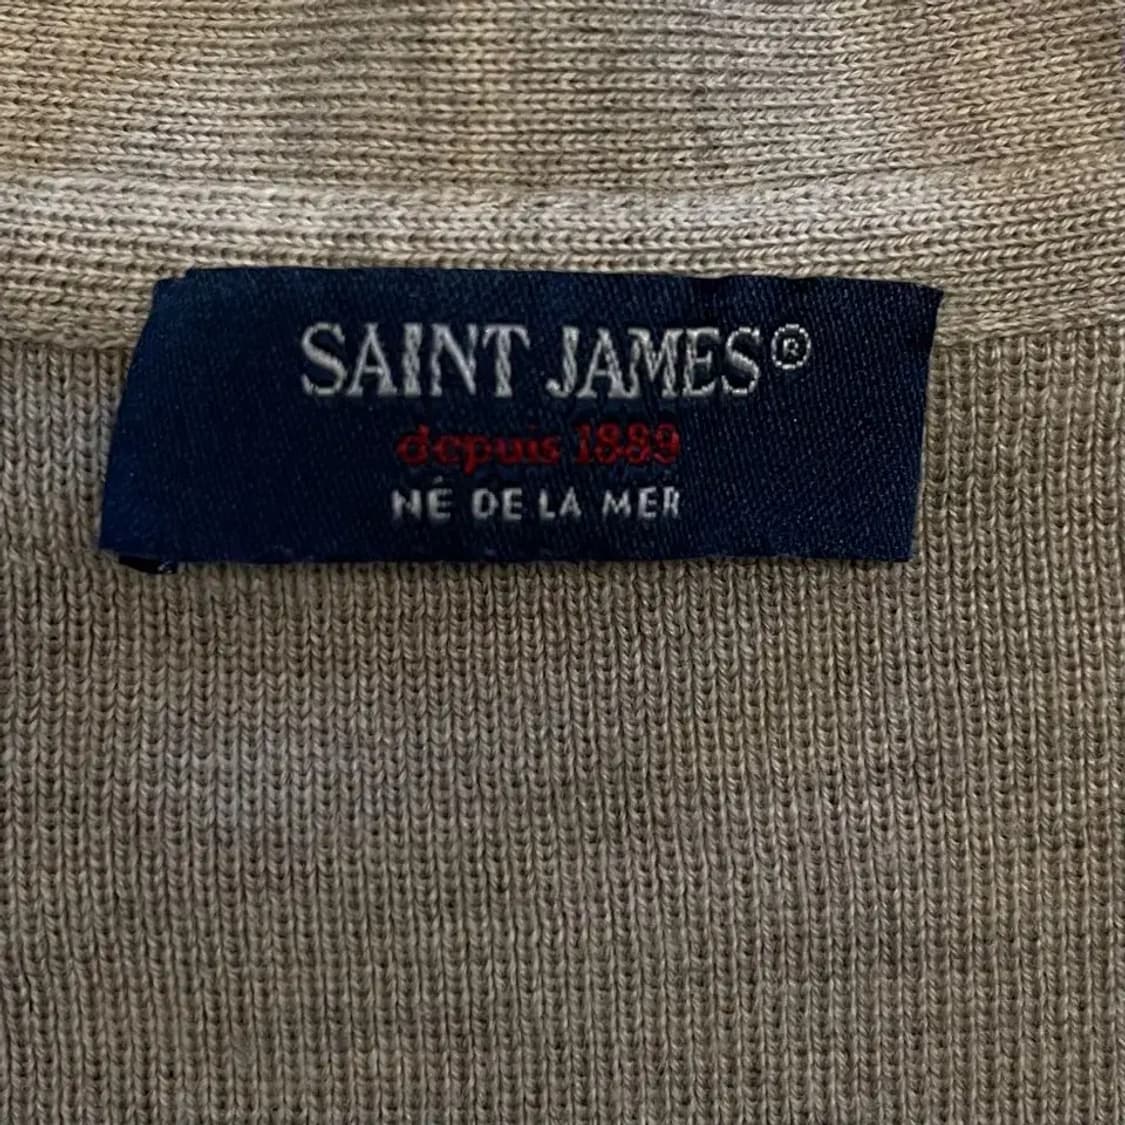 SAINT JAMES®
depuis 1889
NÉ DE LA MER